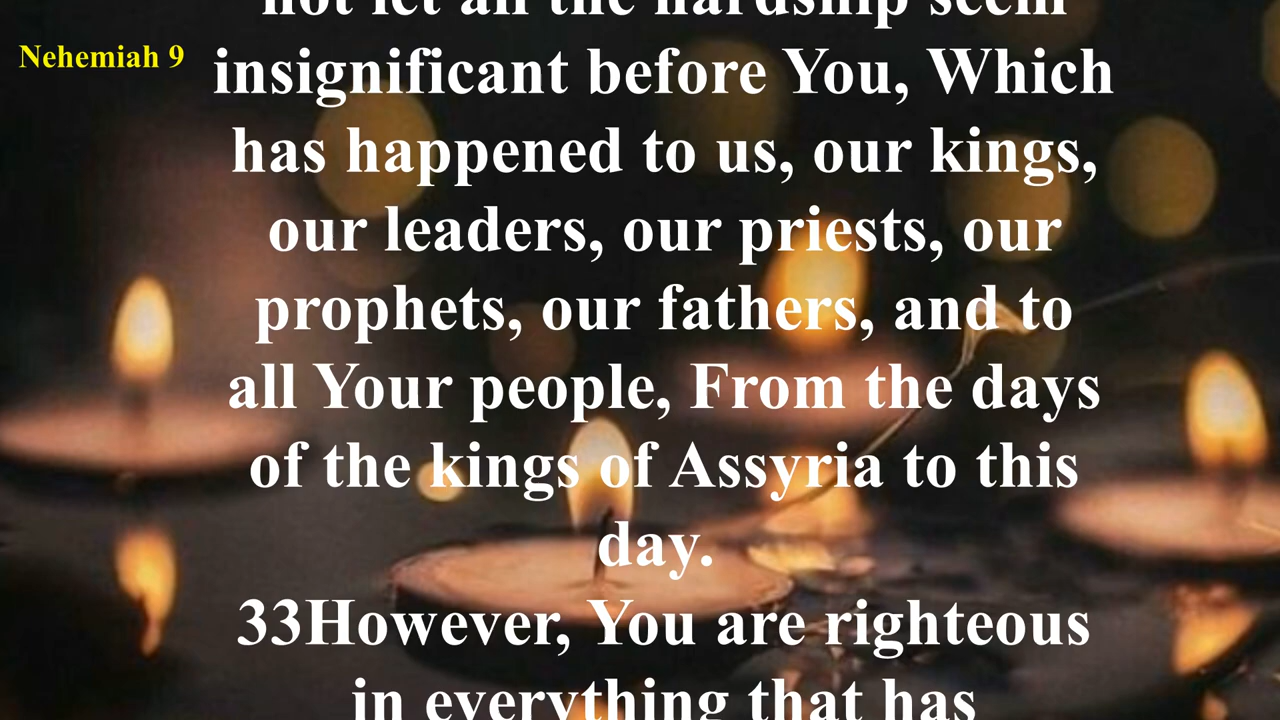 not let all the hardship seem
Nehemiah 9
insignificant before You, Which
has happened to us, our kings,
our leaders, our priests, our
prophets, our fathers, and to
all Your people, From the days
of the kings of Assyria to this
day.
33However, You are righteous
in everything that has